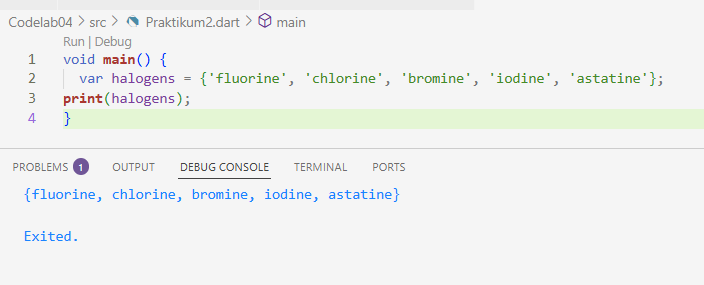 Codelab04 > src > Praktikum2.dart > main
Run | Debug
1 void main() {
2 var halogens = {'fluorine', 'chlorine', 'bromine', 'iodine', 'astatine'};
3 print(halogens);
4 }
PROBLEMS 1 OUTPUT DEBUG CONSOLE TERMINAL PORTS
{fluorine, chlorine, bromine, iodine, astatine}
Exited.